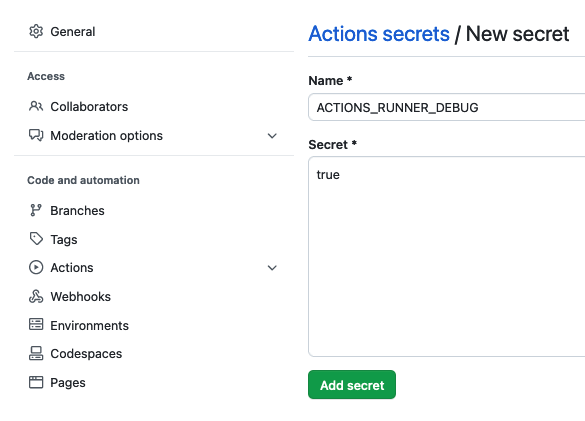 General
Access
Collaborators
Moderation options
Code and automation
Branches
Tags
Actions
Webhooks
Environments
Codespaces
Pages
Actions secrets / New secret
Name *
ACTIONS_RUNNER_DEBUG
Secret *
true
Add secret